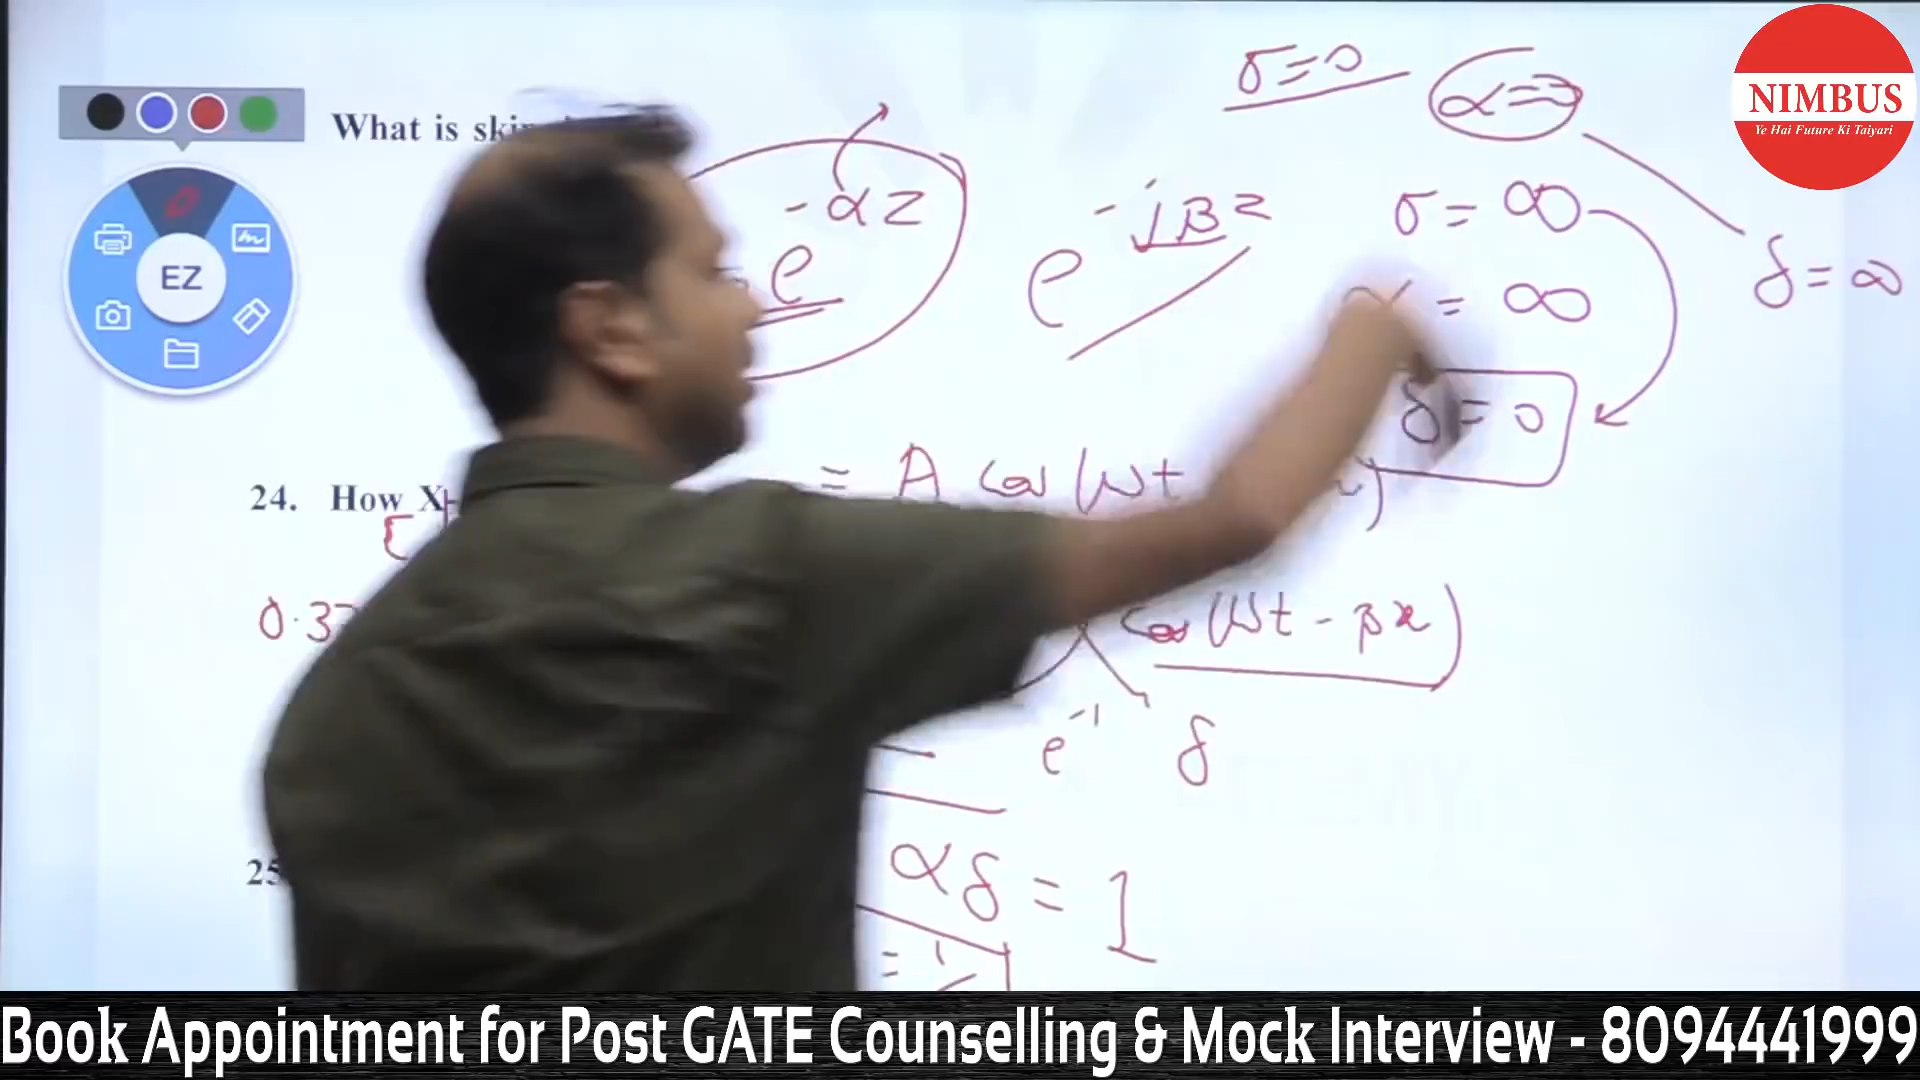 σ=0
α=0
NIMBUS
Ye Hai Future Ki Taiyari
What is
-αz
e
-jβz
e
σ = ∞
α = ∞
δ = ∞
δ = 0
24. How X
= A cos(ωt
0.37
cos(ωt - βx)
e⁻¹ δ
25
αδ = 1
EZ
Book Appointment for Post GATE Counselling & Mock Interview - 8094441999